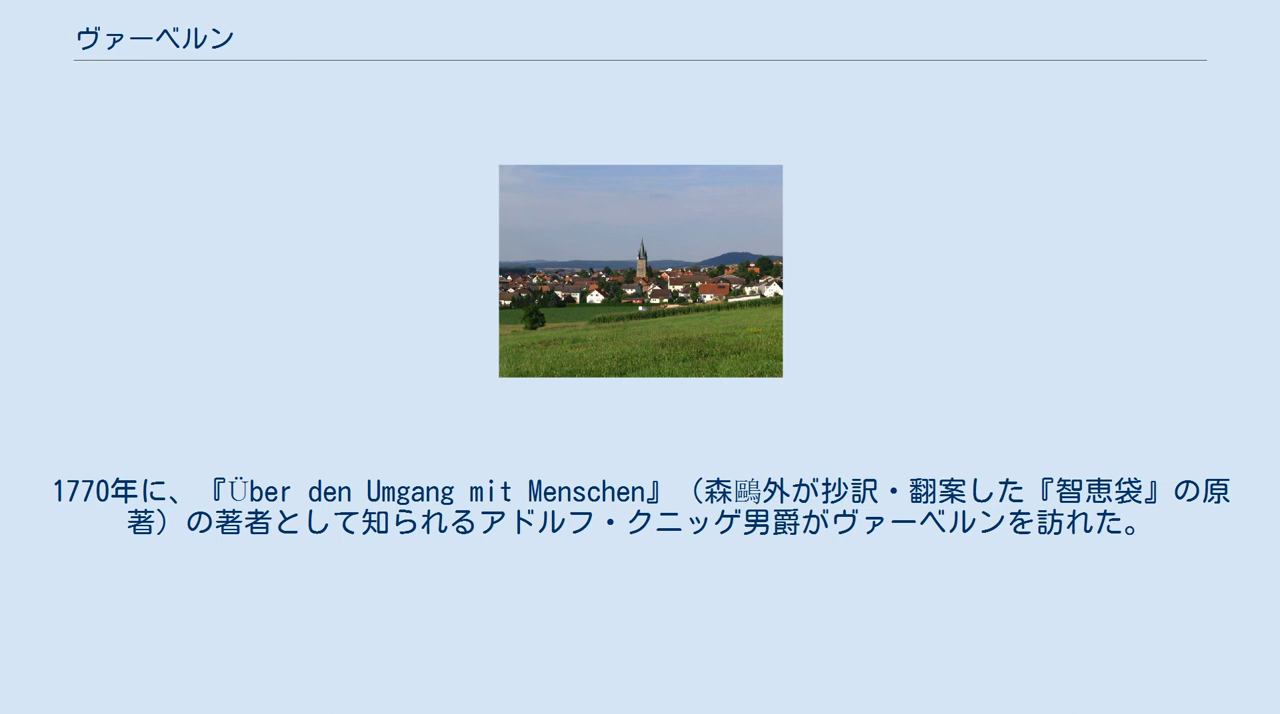 ヴァーベルン
1770年に、『Über den Umgang mit Menschen』（森鷗外が抄訳・翻案した『智恵袋』の原
著）の著者として知られるアドルフ・クニッゲ男爵がヴァーベルンを訪れた。